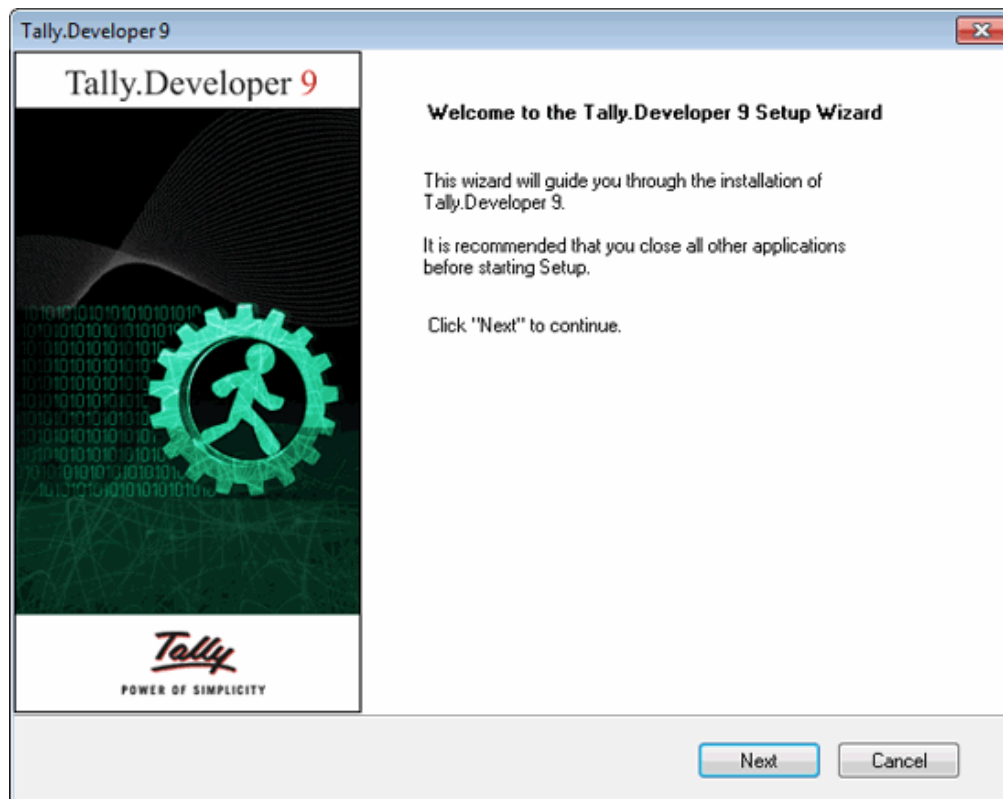 Tally.Developer 9
Tally.Developer 9
Welcome to the Tally.Developer 9 Setup Wizard
This wizard will guide you through the installation of
Tally.Developer 9.
It is recommended that you close all other applications
before starting Setup.
Click "Next" to continue.
Tally
POWER OF SIMPLICITY
Next
Cancel